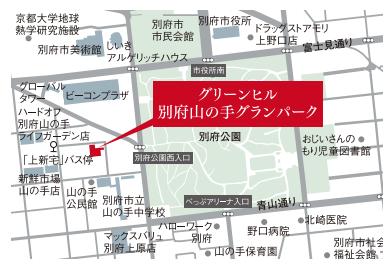 京都大学地球
熱学研究施設
別府市
市民会館
別府市役所
ドラッグストアモリ
上野口店
富士見通り
別府市美術館
しいき
アルゲリッチハウス
市役所南
グローバル
タワー
ビーコンプラザ
グリーンヒル
別府山の手グランパーク
ハードオフ
別府山の手
ライフガーデン店
別府公園
おじいさんの
もり児童図書館
「上新宅」バス停
別府公園西入口
新鮮市場
山の手店
山の手
公民館
別府市立
山の手中学校
べっぷアリーナ入口
青山通り
北崎医院
マックスバリュ
別府上原店
ハローワーク
別府
野口病院
山の手保育園
別府市社会
福祉会館